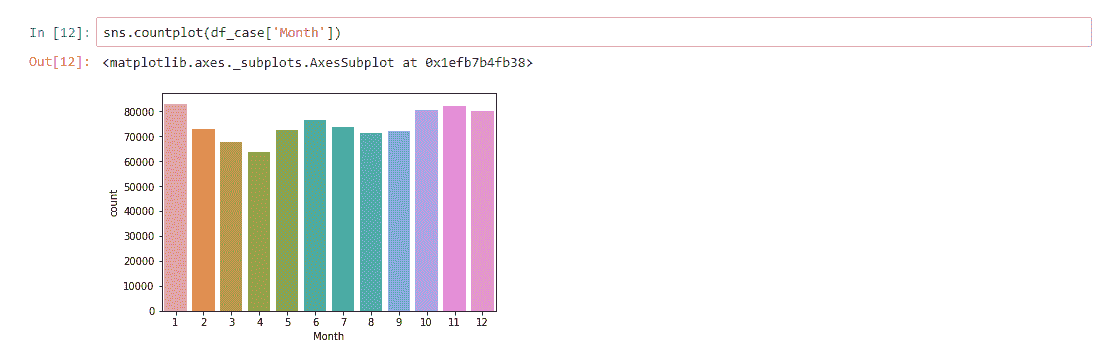 In [12]: sns.countplot(df_case['Month'])
Out[12]: <matplotlib.axes._subplots.AxesSubplot at 0x1efb7b4fb38>
80000
70000
60000
50000
40000
30000
20000
10000
0
count
1 2 3 4 5 6 7 8 9 10 11 12
Month